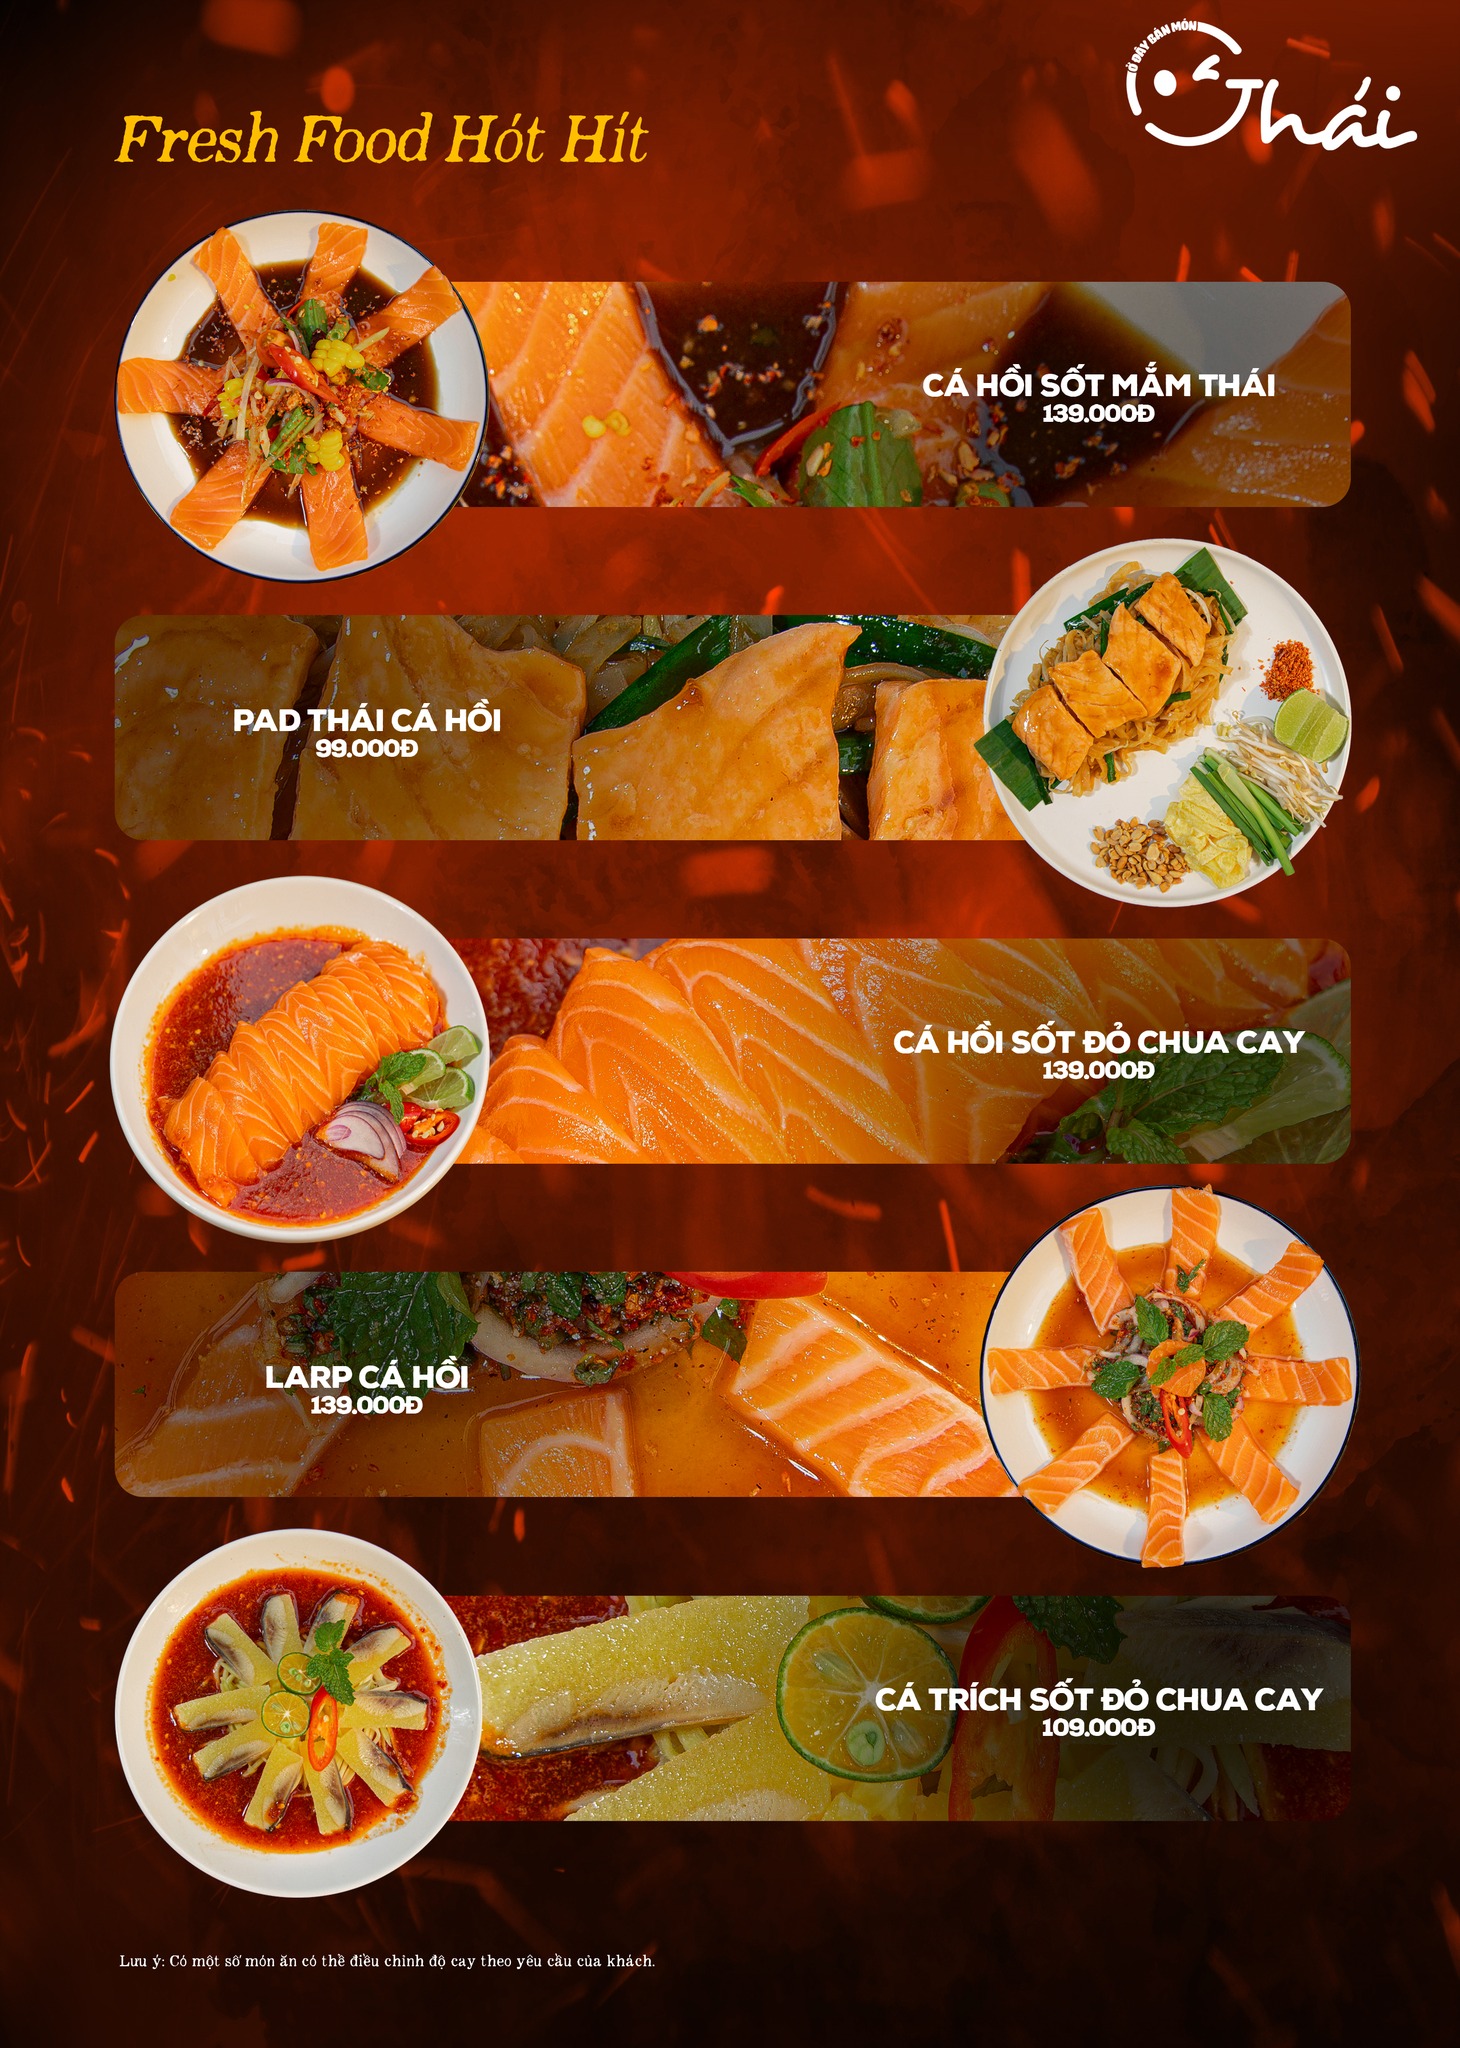 Ở ĐÂY BÁN MÓN
Thái
Fresh Food Hót Hít
CÁ HỒI SỐT MẮM THÁI
139.000Đ
PAD THÁI CÁ HỒI
99.000Đ
CÁ HỒI SỐT ĐỎ CHUA CAY
139.000Đ
LARP CÁ HỒI
139.000Đ
CÁ TRÍCH SỐT ĐỎ CHUA CAY
109.000Đ
Lưu ý: Có một số món ăn có thể điều chỉnh độ cay theo yêu cầu của khách.